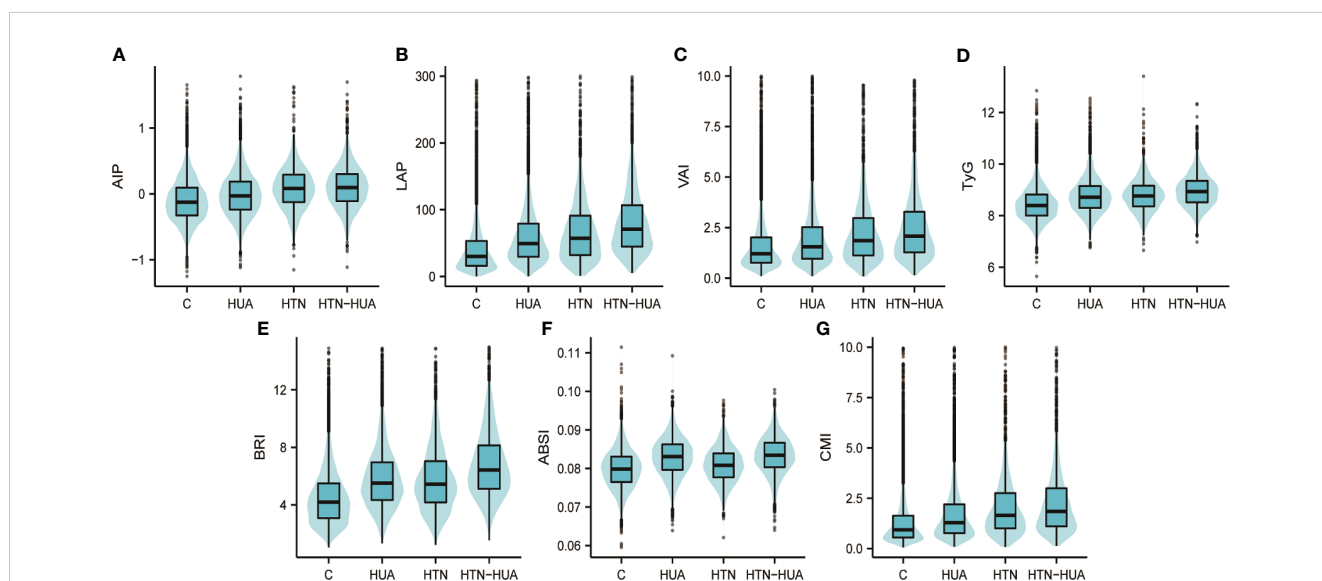 A
AIP
1
0
−1
C HUA HTN HTN−HUA
B
LAP
300
200
100
0
C HUA HTN HTN−HUA
C
VAI
10.0
7.5
5.0
2.5
0.0
C HUA HTN HTN−HUA
D
TyG
12
10
8
6
C HUA HTN HTN−HUA
E
BRI
12
8
4
C HUA HTN HTN−HUA
F
ABSI
0.11
0.10
0.09
0.08
0.07
0.06
C HUA HTN HTN−HUA
G
CMI
10.0
7.5
5.0
2.5
0.0
C HUA HTN HTN−HUA